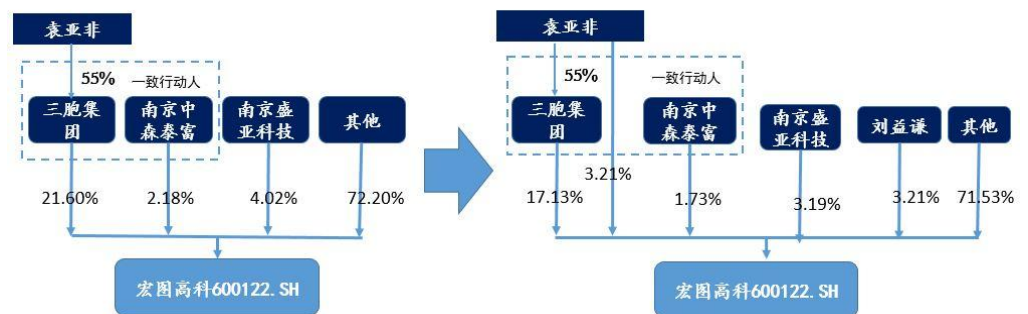 袁亚非
55%
一致行动人
三胞集
团
南京中
森泰富
南京盛
亚科技
其他
21.60%
2.18%
4.02%
72.20%
宏图高科600122.SH
袁亚非
55%
一致行动人
三胞集
团
南京中
森泰富
南京盛
亚科技
刘益谦
其他
17.13%
3.21%
1.73%
3.19%
3.21%
71.53%
宏图高科600122.SH